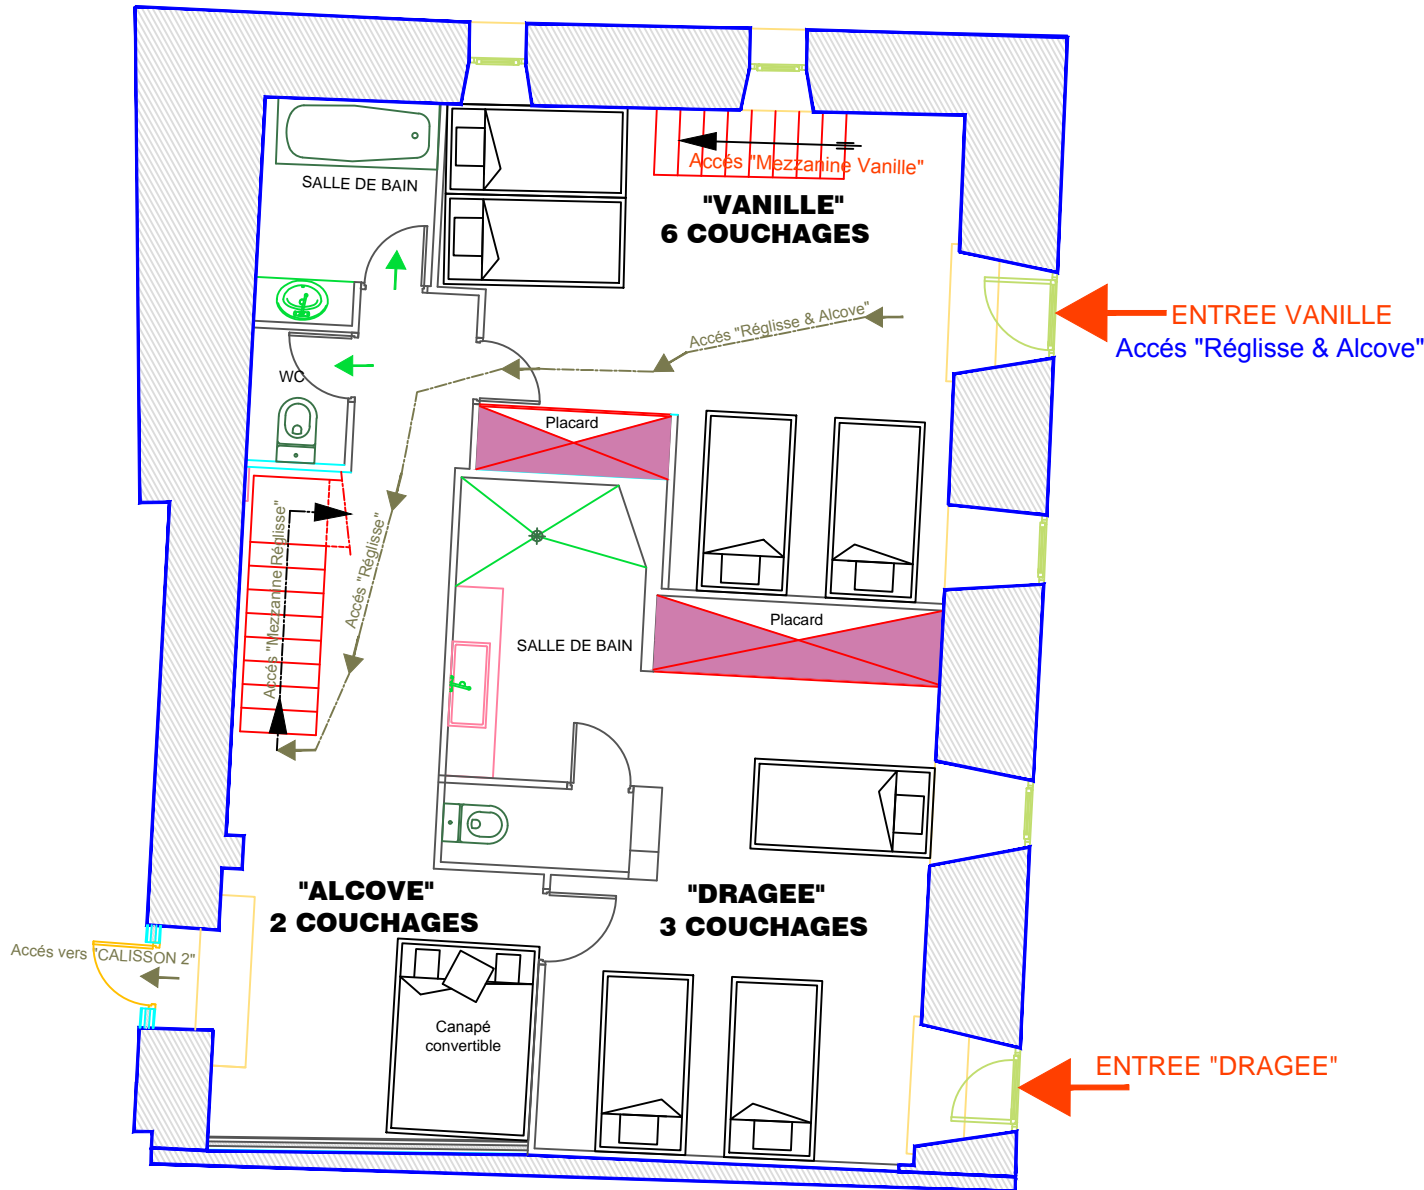 SALLE DE BAIN
Accés "Mezzanine Vanille"
"VANILLE"
6 COUCHAGES
Accés "Réglisse & Alcove"
ENTREE VANILLE
Accés "Réglisse & Alcove"
WC
Placard
Accés "Mezzanine Réglisse"
Accés "Réglisse"
Placard
SALLE DE BAIN
"ALCOVE"
2 COUCHAGES
"DRAGEE"
3 COUCHAGES
Accés vers "CALISSON 2"
Canapé
convertible
ENTREE "DRAGEE"